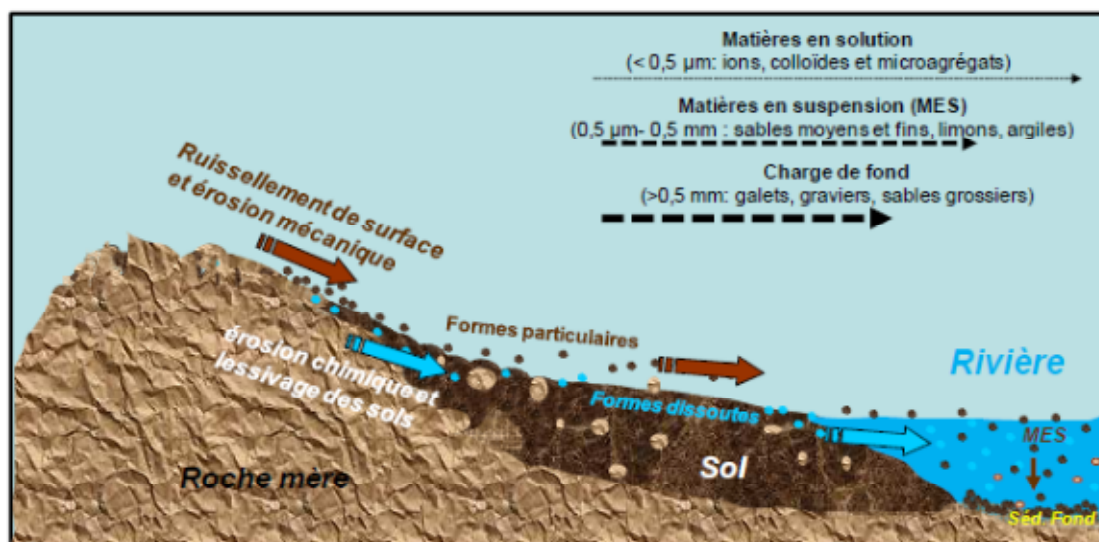 Matières en solution
(< 0,5 µm: ions, colloïdes et microagrégats)
Matières en suspension (MES)
(0,5 µm- 0,5 mm : sables moyens et fins, limons, argiles)
Charge de fond
(>0,5 mm: galets, graviers, sables grossiers)
Ruissellement de surface
et érosion mécanique
Formes particulaires
érosion chimique et
lessivage des sols
Rivière
Formes dissoutes
MES
Sol
Roche mère
Séd. Fond